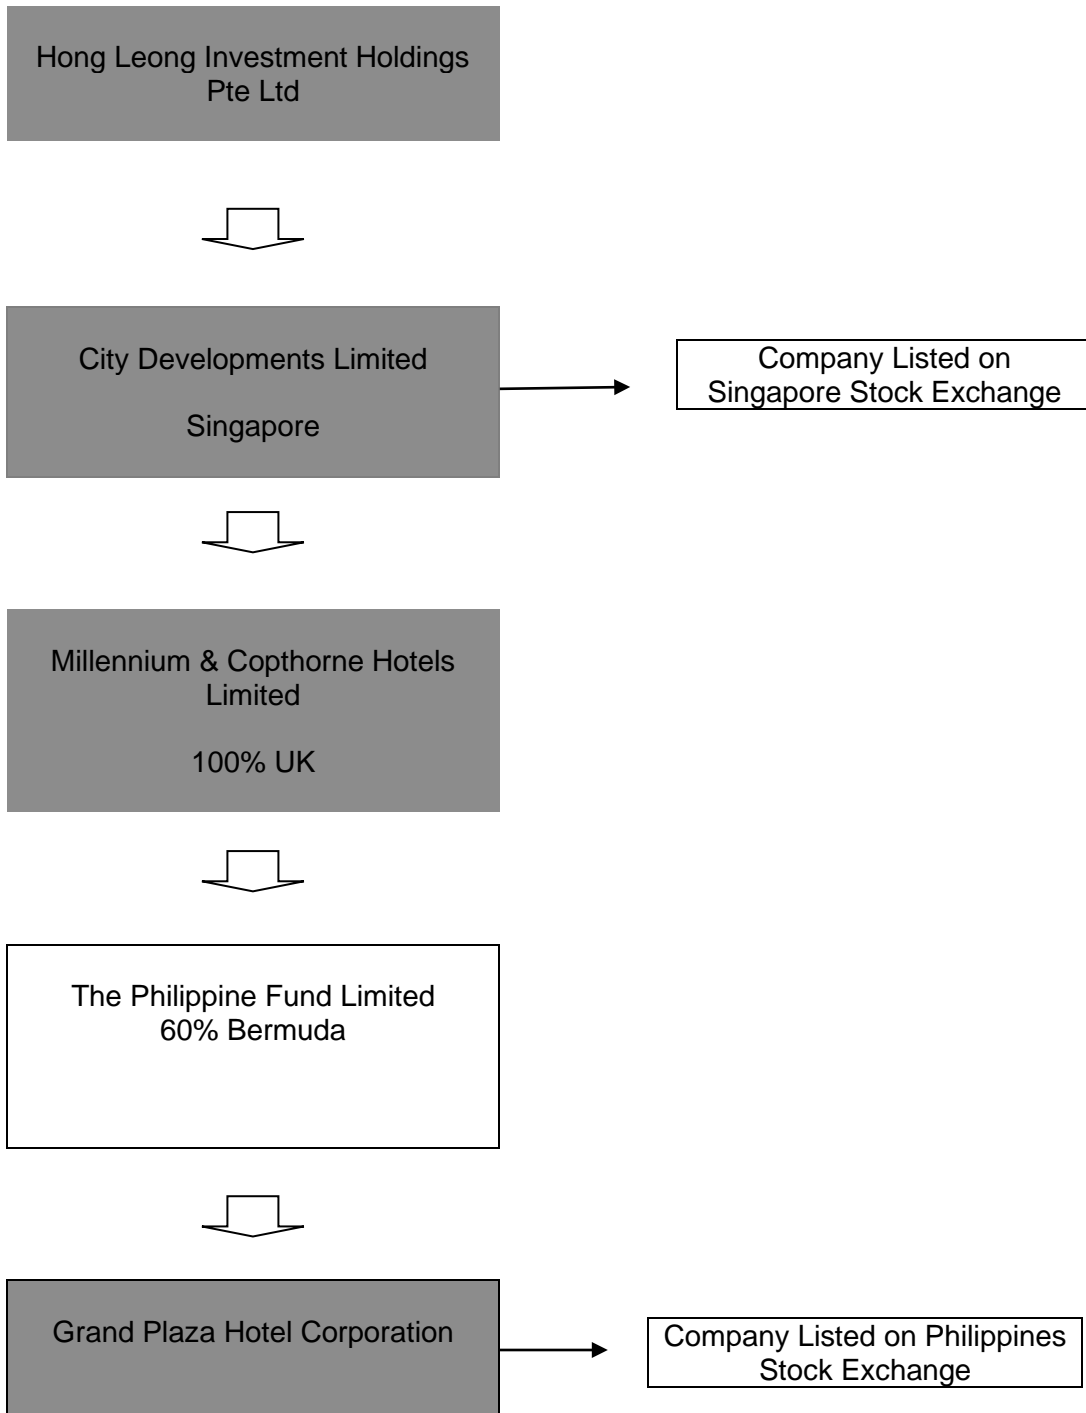 Hong Leong Investment Holdings
Pte Ltd
City Developments Limited
Singapore
Company Listed on
Singapore Stock Exchange
Millennium & Copthorne Hotels
Limited
100% UK
The Philippine Fund Limited
60% Bermuda
Grand Plaza Hotel Corporation
Company Listed on Philippines
Stock Exchange